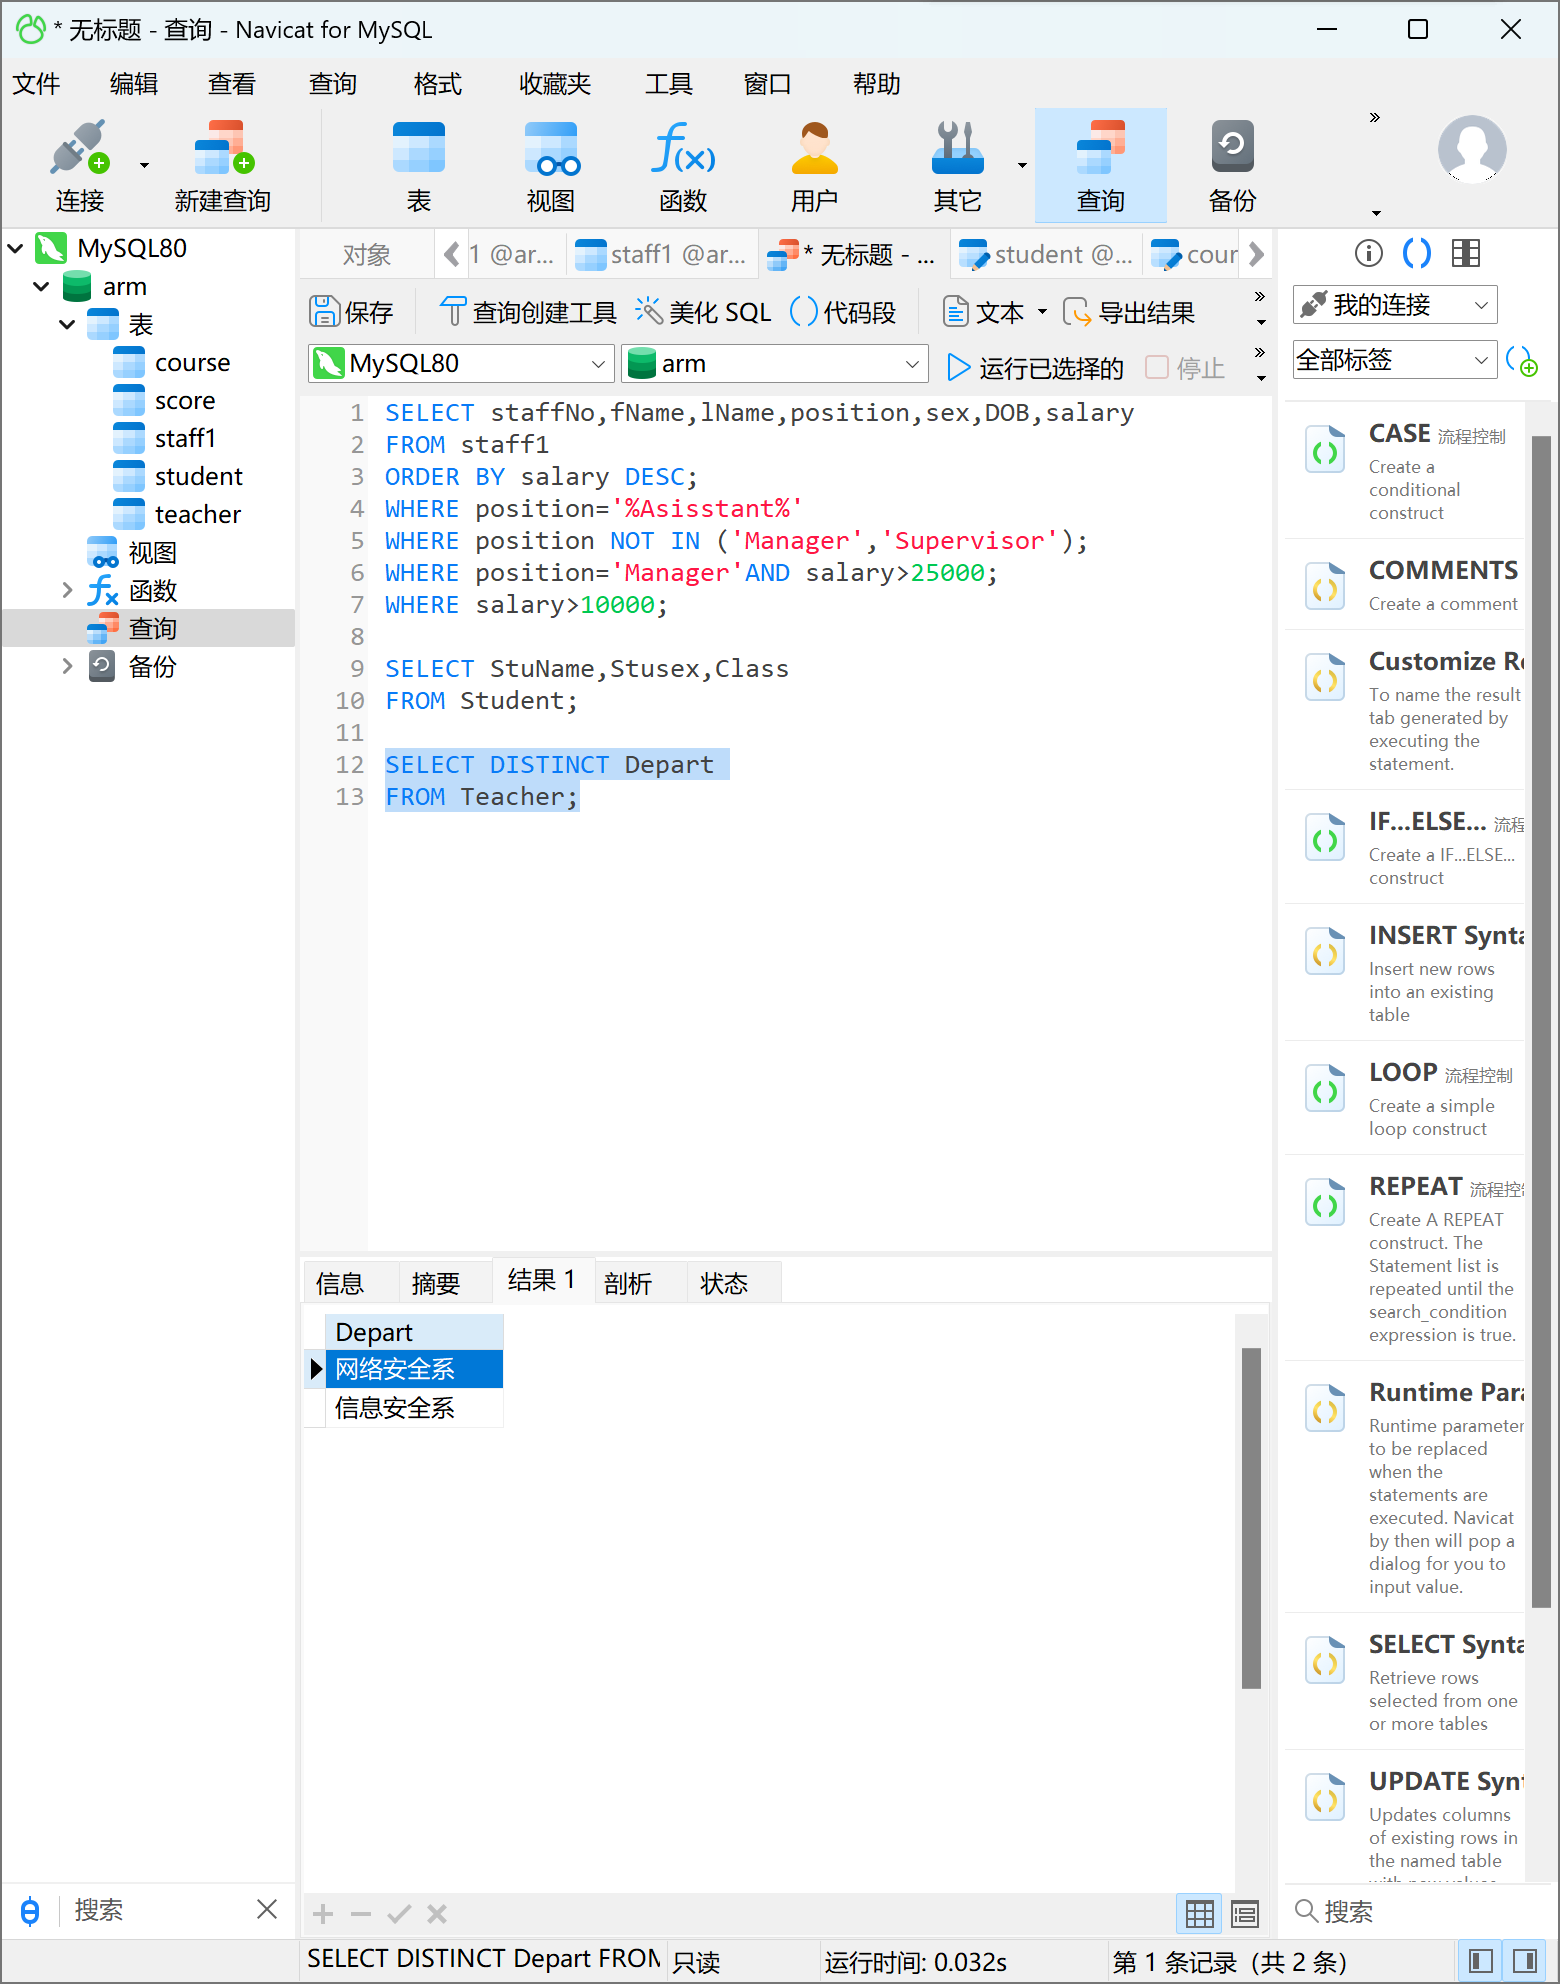 * 无标题 - 查询 - Navicat for MySQL
文件 编辑 查看 查询 格式 收藏夹 工具 窗口 帮助
连接 新建查询 表 视图 函数 用户 其它 查询 备份
MySQL80
arm
表
course
score
staff1
student
teacher
视图
函数
查询
备份
搜索
对象 1 @ar... staff1 @ar... * 无标题 - ... student @... cour
保存 查询创建工具 美化 SQL 代码段 文本 导出结果
MySQL80 arm 运行已选择的 停止
1 SELECT staffNo,fName,lName,position,sex,DOB,salary
2 FROM staff1
3 ORDER BY salary DESC;
4 WHERE position='%Asisstant%'
5 WHERE position NOT IN ('Manager','Supervisor');
6 WHERE position='Manager'AND salary>25000;
7 WHERE salary>10000;
8
9 SELECT StuName,Stusex,Class
10 FROM Student;
11
12 SELECT DISTINCT Depart
13 FROM Teacher;
信息 摘要 结果 1 剖析 状态
Depart
网络安全系
信息安全系
我的连接
全部标签
CASE 流程控制
Create a
conditional
construct
COMMENTS
Create a comment
Customize Re
To name the result
tab generated by
executing the
statement.
IF...ELSE... 流程
Create a IF...ELSE...
construct
INSERT Synta
Insert new rows
into an existing
table
LOOP 流程控制
Create a simple
loop construct
REPEAT 流程控制
Create A REPEAT
construct. The
Statement list is
repeated until the
search_condition
expression is true.
Runtime Para
Runtime parameter
to be replaced
when the
statements are
executed. Navicat
by then will pop a
dialog for you to
input value.
SELECT Synta
Retrieve rows
selected from one
or more tables
UPDATE Synt
Updates columns
of existing rows in
the named table
with new values
搜索
SELECT DISTINCT Depart FROM 只读 运行时间: 0.032s 第 1 条记录 (共 2 条)